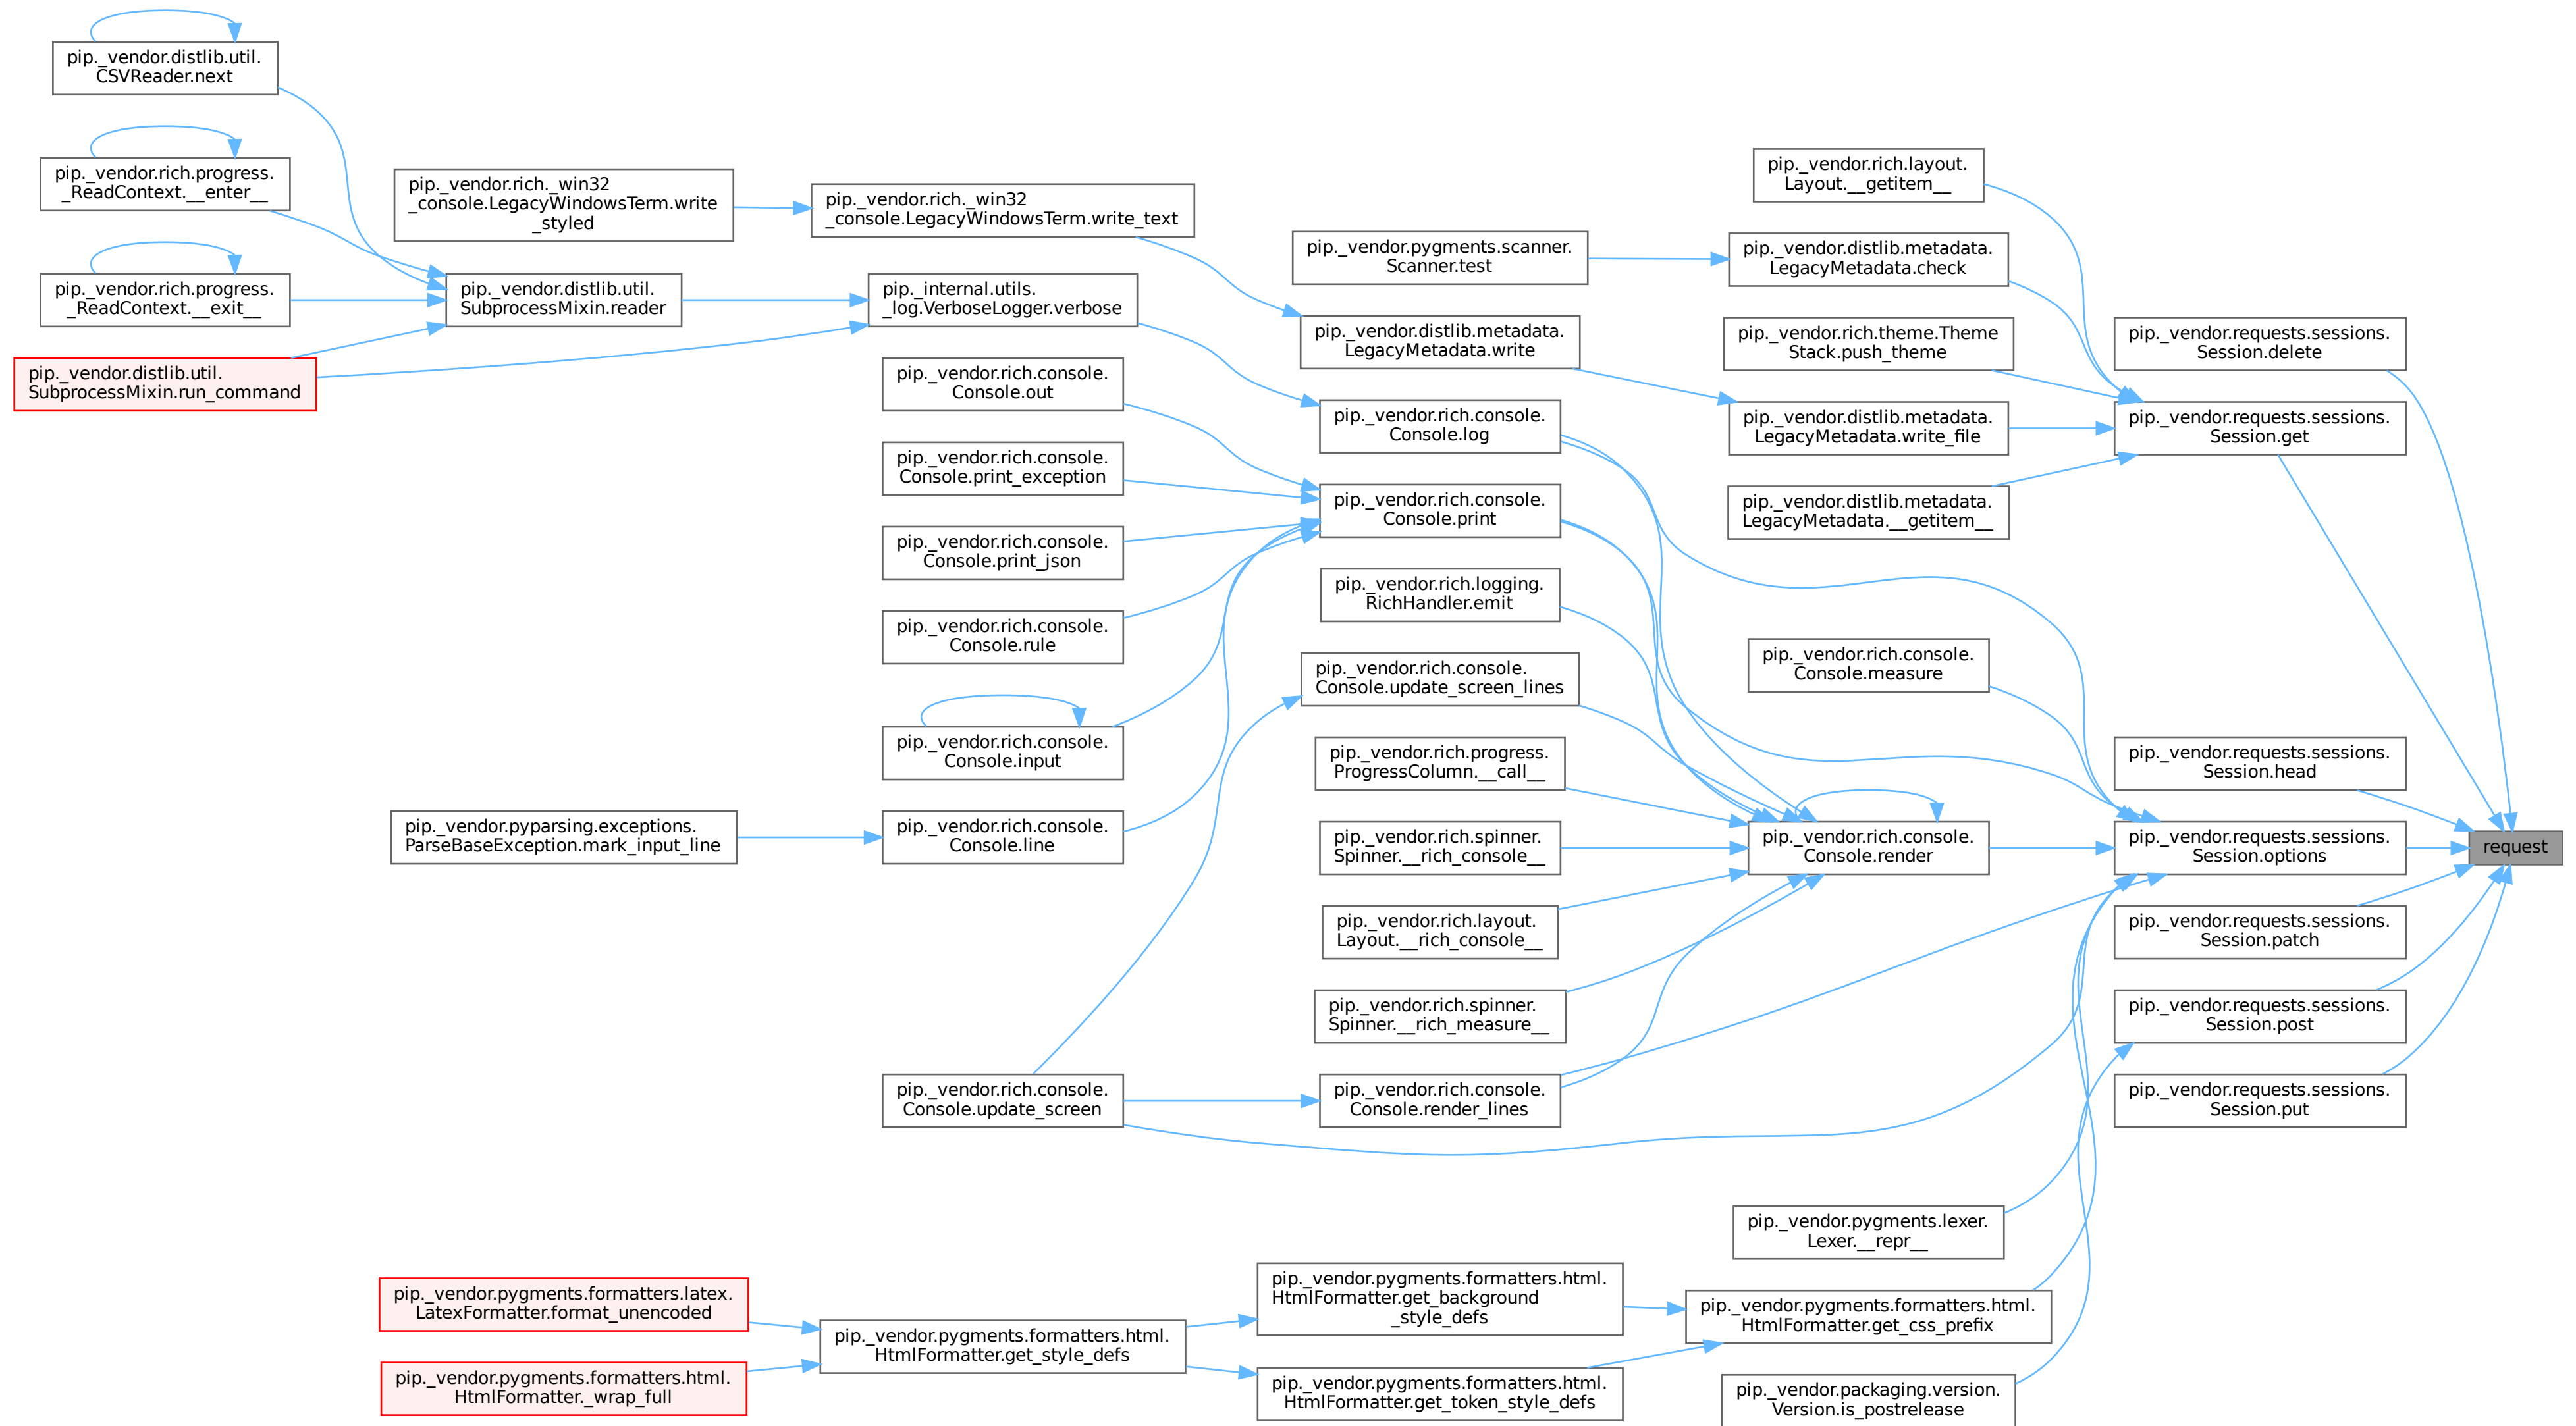 pip._vendor.distlib.util.
CSVReader.next
pip._vendor.rich.progress.
_ReadContext.__enter__
pip._vendor.rich.progress.
_ReadContext.__exit__
pip._vendor.distlib.util.
SubprocessMixin.run_command
pip._vendor.rich._win32
_console.LegacyWindowsTerm.write
_styled
pip._vendor.distlib.util.
SubprocessMixin.reader
pip._vendor.pyparsing.exceptions.
ParseBaseException.mark_input_line
pip._vendor.pygments.formatters.latex.
LatexFormatter.format_unencoded
pip._vendor.pygments.formatters.html.
HtmlFormatter._wrap_full
pip._vendor.rich._win32
_console.LegacyWindowsTerm.write_text
pip._internal.utils.
_log.VerboseLogger.verbose
pip._vendor.rich.console.
Console.out
pip._vendor.rich.console.
Console.print_exception
pip._vendor.rich.console.
Console.print_json
pip._vendor.rich.console.
Console.rule
pip._vendor.rich.console.
Console.input
pip._vendor.rich.console.
Console.line
pip._vendor.rich.console.
Console.update_screen
pip._vendor.pygments.formatters.html.
HtmlFormatter.get_style_defs
pip._vendor.pygments.scanner.
Scanner.test
pip._vendor.distlib.metadata.
LegacyMetadata.write
pip._vendor.rich.console.
Console.log
pip._vendor.rich.console.
Console.print
pip._vendor.rich.logging.
RichHandler.emit
pip._vendor.rich.console.
Console.update_screen_lines
pip._vendor.rich.progress.
ProgressColumn.__call__
pip._vendor.rich.spinner.
Spinner.__rich_console__
pip._vendor.rich.layout.
Layout.__rich_console__
pip._vendor.rich.spinner.
Spinner.__rich_measure__
pip._vendor.rich.console.
Console.render_lines
pip._vendor.pygments.formatters.html.
HtmlFormatter.get_background
_style_defs
pip._vendor.pygments.formatters.html.
HtmlFormatter.get_token_style_defs
pip._vendor.rich.layout.
Layout.__getitem__
pip._vendor.distlib.metadata.
LegacyMetadata.check
pip._vendor.rich.theme.Theme
Stack.push_theme
pip._vendor.distlib.metadata.
LegacyMetadata.write_file
pip._vendor.distlib.metadata.
LegacyMetadata.__getitem__
pip._vendor.rich.console.
Console.measure
pip._vendor.rich.console.
Console.render
pip._vendor.pygments.lexer.
Lexer.__repr__
pip._vendor.pygments.formatters.html.
HtmlFormatter.get_css_prefix
pip._vendor.packaging.version.
Version.is_postrelease
pip._vendor.requests.sessions.
Session.delete
pip._vendor.requests.sessions.
Session.get
pip._vendor.requests.sessions.
Session.head
pip._vendor.requests.sessions.
Session.options
pip._vendor.requests.sessions.
Session.patch
pip._vendor.requests.sessions.
Session.post
pip._vendor.requests.sessions.
Session.put
request